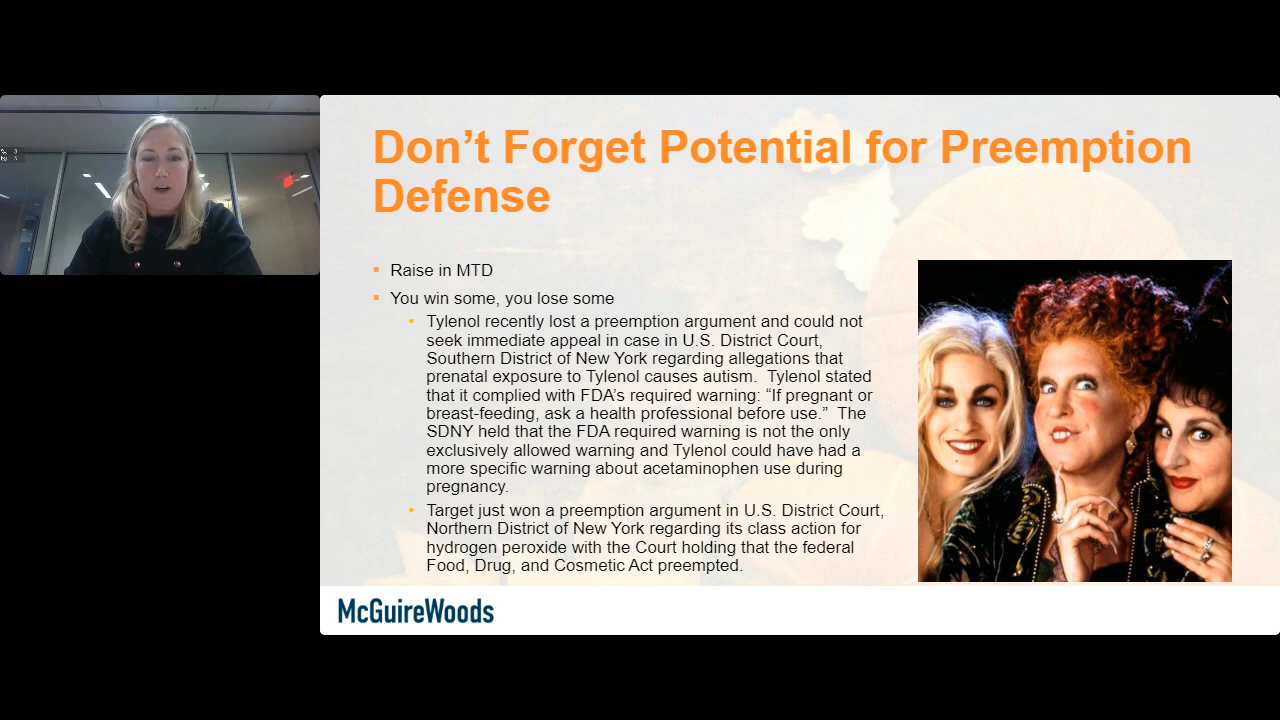 Don’t Forget Potential for Preemption
Defense
▪ Raise in MTD
▪ You win some, you lose some
• Tylenol recently lost a preemption argument and could not
seek immediate appeal in case in U.S. District Court,
Southern District of New York regarding allegations that
prenatal exposure to Tylenol causes autism.  Tylenol stated
that it complied with FDA’s required warning: “If pregnant or
breast-feeding, ask a health professional before use.”  The
SDNY held that the FDA required warning is not the only
exclusively allowed warning and Tylenol could have had a
more specific warning about acetaminophen use during
pregnancy.
• Target just won a preemption argument in U.S. District Court,
Northern District of New York regarding its class action for
hydrogen peroxide with the Court holding that the federal
Food, Drug, and Cosmetic Act preempted.
McGuireWoods